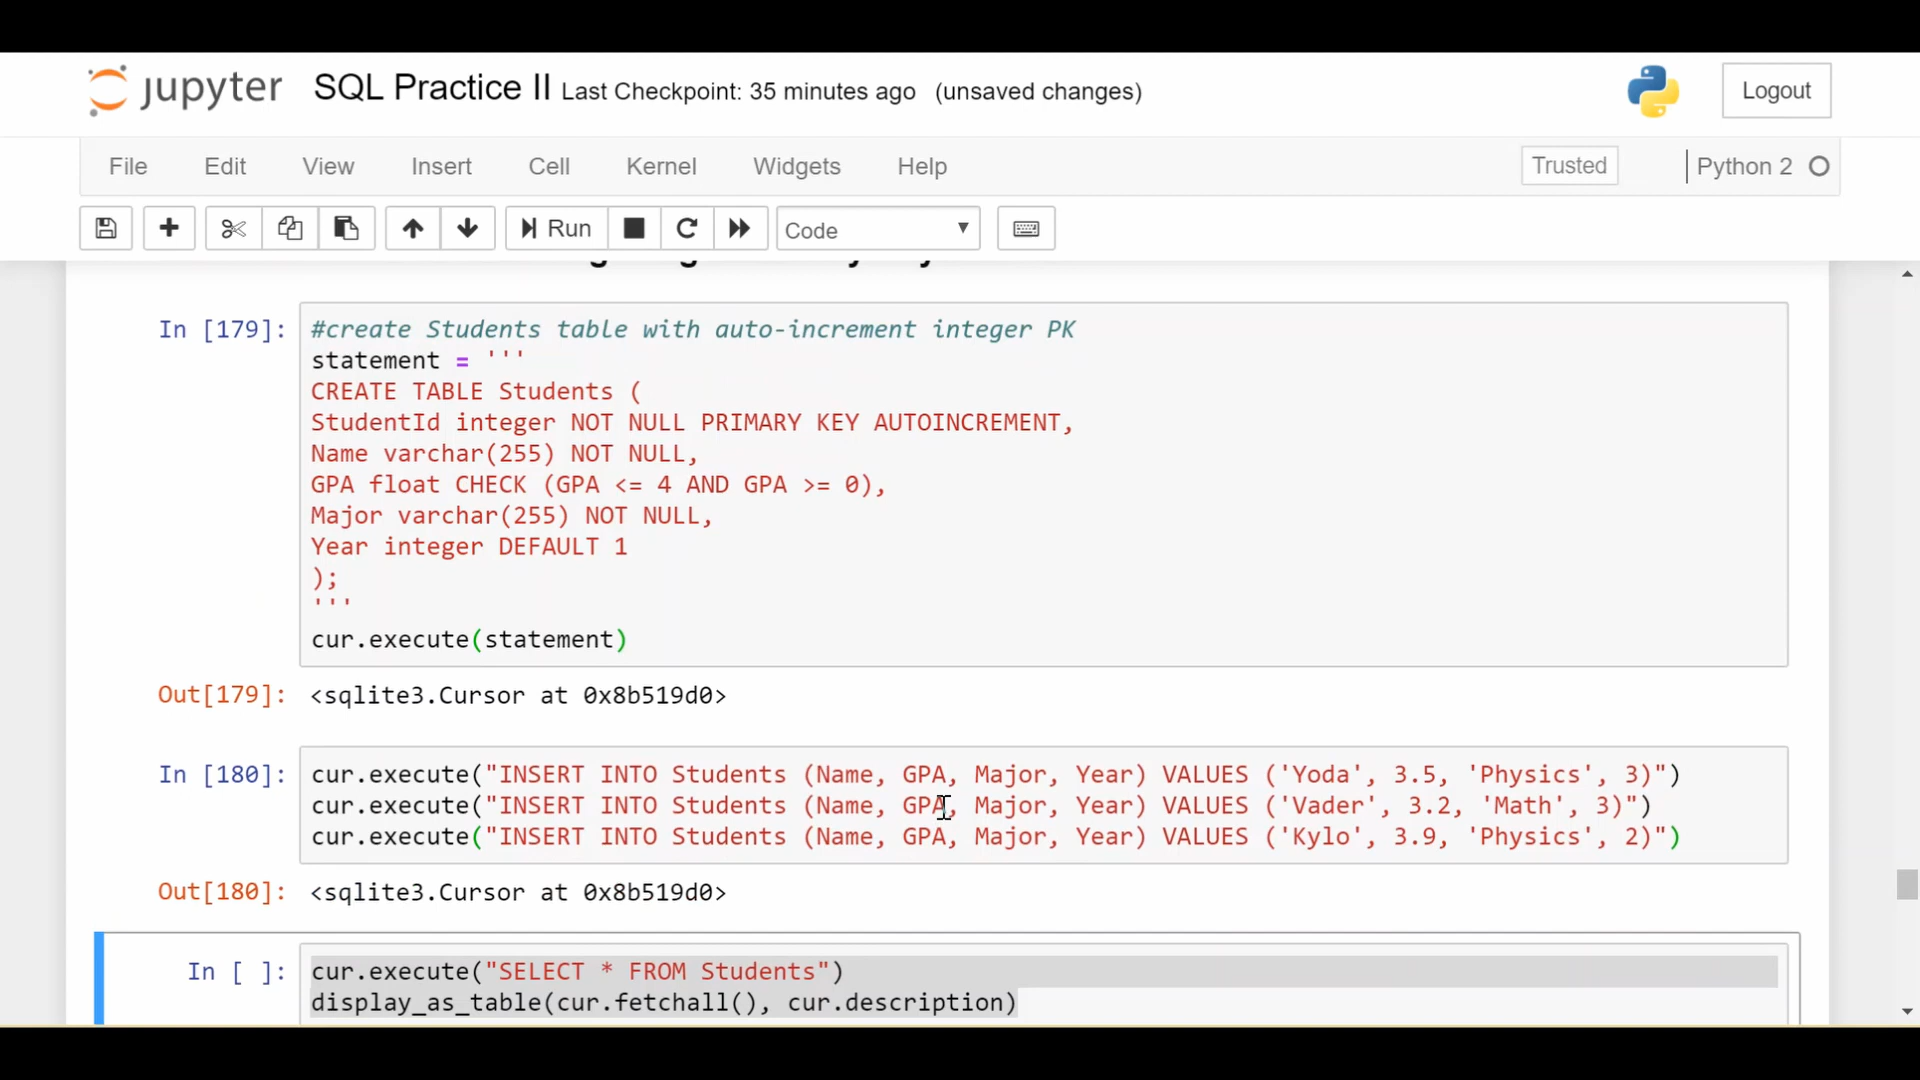 jupyter SQL Practice II Last Checkpoint: 35 minutes ago (unsaved changes) Logout
File Edit View Insert Cell Kernel Widgets Help Trusted Python 2
Run Code
In [179]: #create Students table with auto-increment integer PK
statement = '''
CREATE TABLE Students (
StudentId integer NOT NULL PRIMARY KEY AUTOINCREMENT,
Name varchar(255) NOT NULL,
GPA float CHECK (GPA <= 4 AND GPA >= 0),
Major varchar(255) NOT NULL,
Year integer DEFAULT 1
);
'''
cur.execute(statement)
Out[179]: <sqlite3.Cursor at 0x8b519d0>
In [180]: cur.execute("INSERT INTO Students (Name, GPA, Major, Year) VALUES ('Yoda', 3.5, 'Physics', 3)")
cur.execute("INSERT INTO Students (Name, GPA, Major, Year) VALUES ('Vader', 3.2, 'Math', 3)")
cur.execute("INSERT INTO Students (Name, GPA, Major, Year) VALUES ('Kylo', 3.9, 'Physics', 2)")
Out[180]: <sqlite3.Cursor at 0x8b519d0>
In [ ]: cur.execute("SELECT * FROM Students")
display_as_table(cur.fetchall(), cur.description)